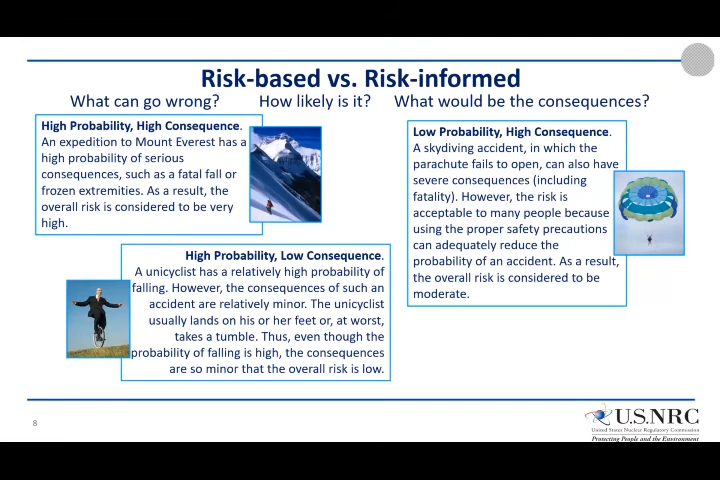 Risk-based vs. Risk-informed
What can go wrong?
How likely is it?
What would be the consequences?
High Probability, High Consequence.
An expedition to Mount Everest has a
high probability of serious
consequences, such as a fatal fall or
frozen extremities. As a result, the
overall risk is considered to be very
high.
Low Probability, High Consequence.
A skydiving accident, in which the
parachute fails to open, can also have
severe consequences (including
fatality). However, the risk is
acceptable to many people because
using the proper safety precautions
can adequately reduce the
probability of an accident. As a result,
the overall risk is considered to be
moderate.
High Probability, Low Consequence.
A unicyclist has a relatively high probability of
falling. However, the consequences of such an
accident are relatively minor. The unicyclist
usually lands on his or her feet or, at worst,
takes a tumble. Thus, even though the
probability of falling is high, the consequences
are so minor that the overall risk is low.
8
U.S.NRC
United States Nuclear Regulatory Commission
Protecting People and the Environment